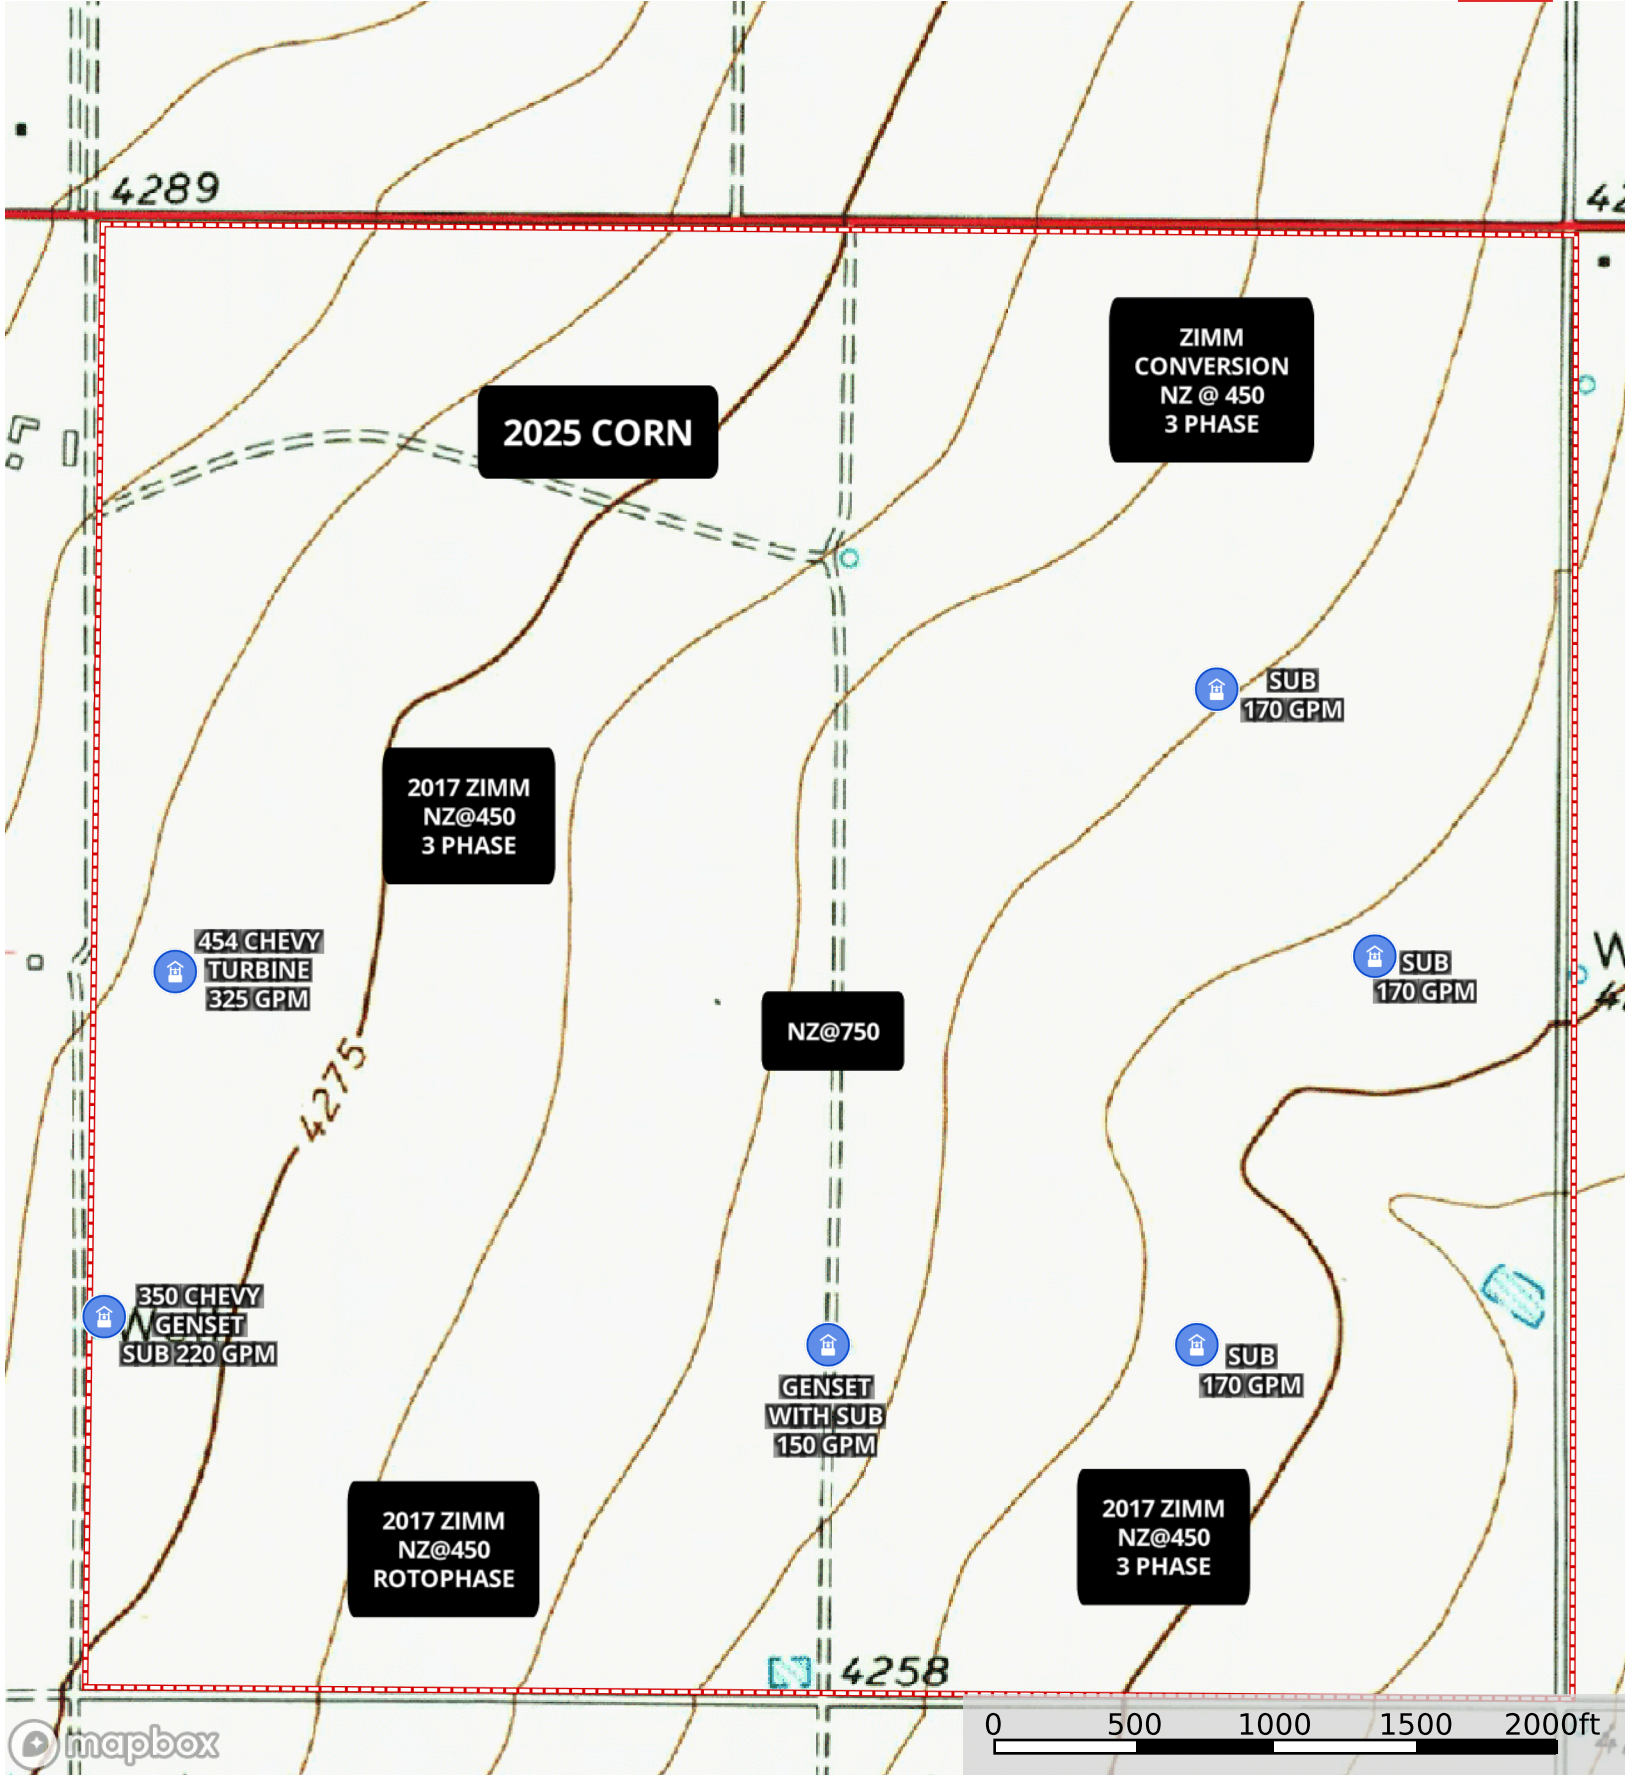 4289
ZIMM
CONVERSION
NZ @ 450
3 PHASE
2025 CORN
SUB
170 GPM
2017 ZIMM
NZ@450
3 PHASE
454 CHEVY
TURBINE
325 GPM
SUB
170 GPM
NZ@750
4275
350 CHEVY
GENSET
SUB 220 GPM
GENSET
WITH SUB
150 GPM
SUB
170 GPM
2017 ZIMM
NZ@450
ROTOPHASE
2017 ZIMM
NZ@450
3 PHASE
4258
mapbox
0 500 1000 1500 2000ft